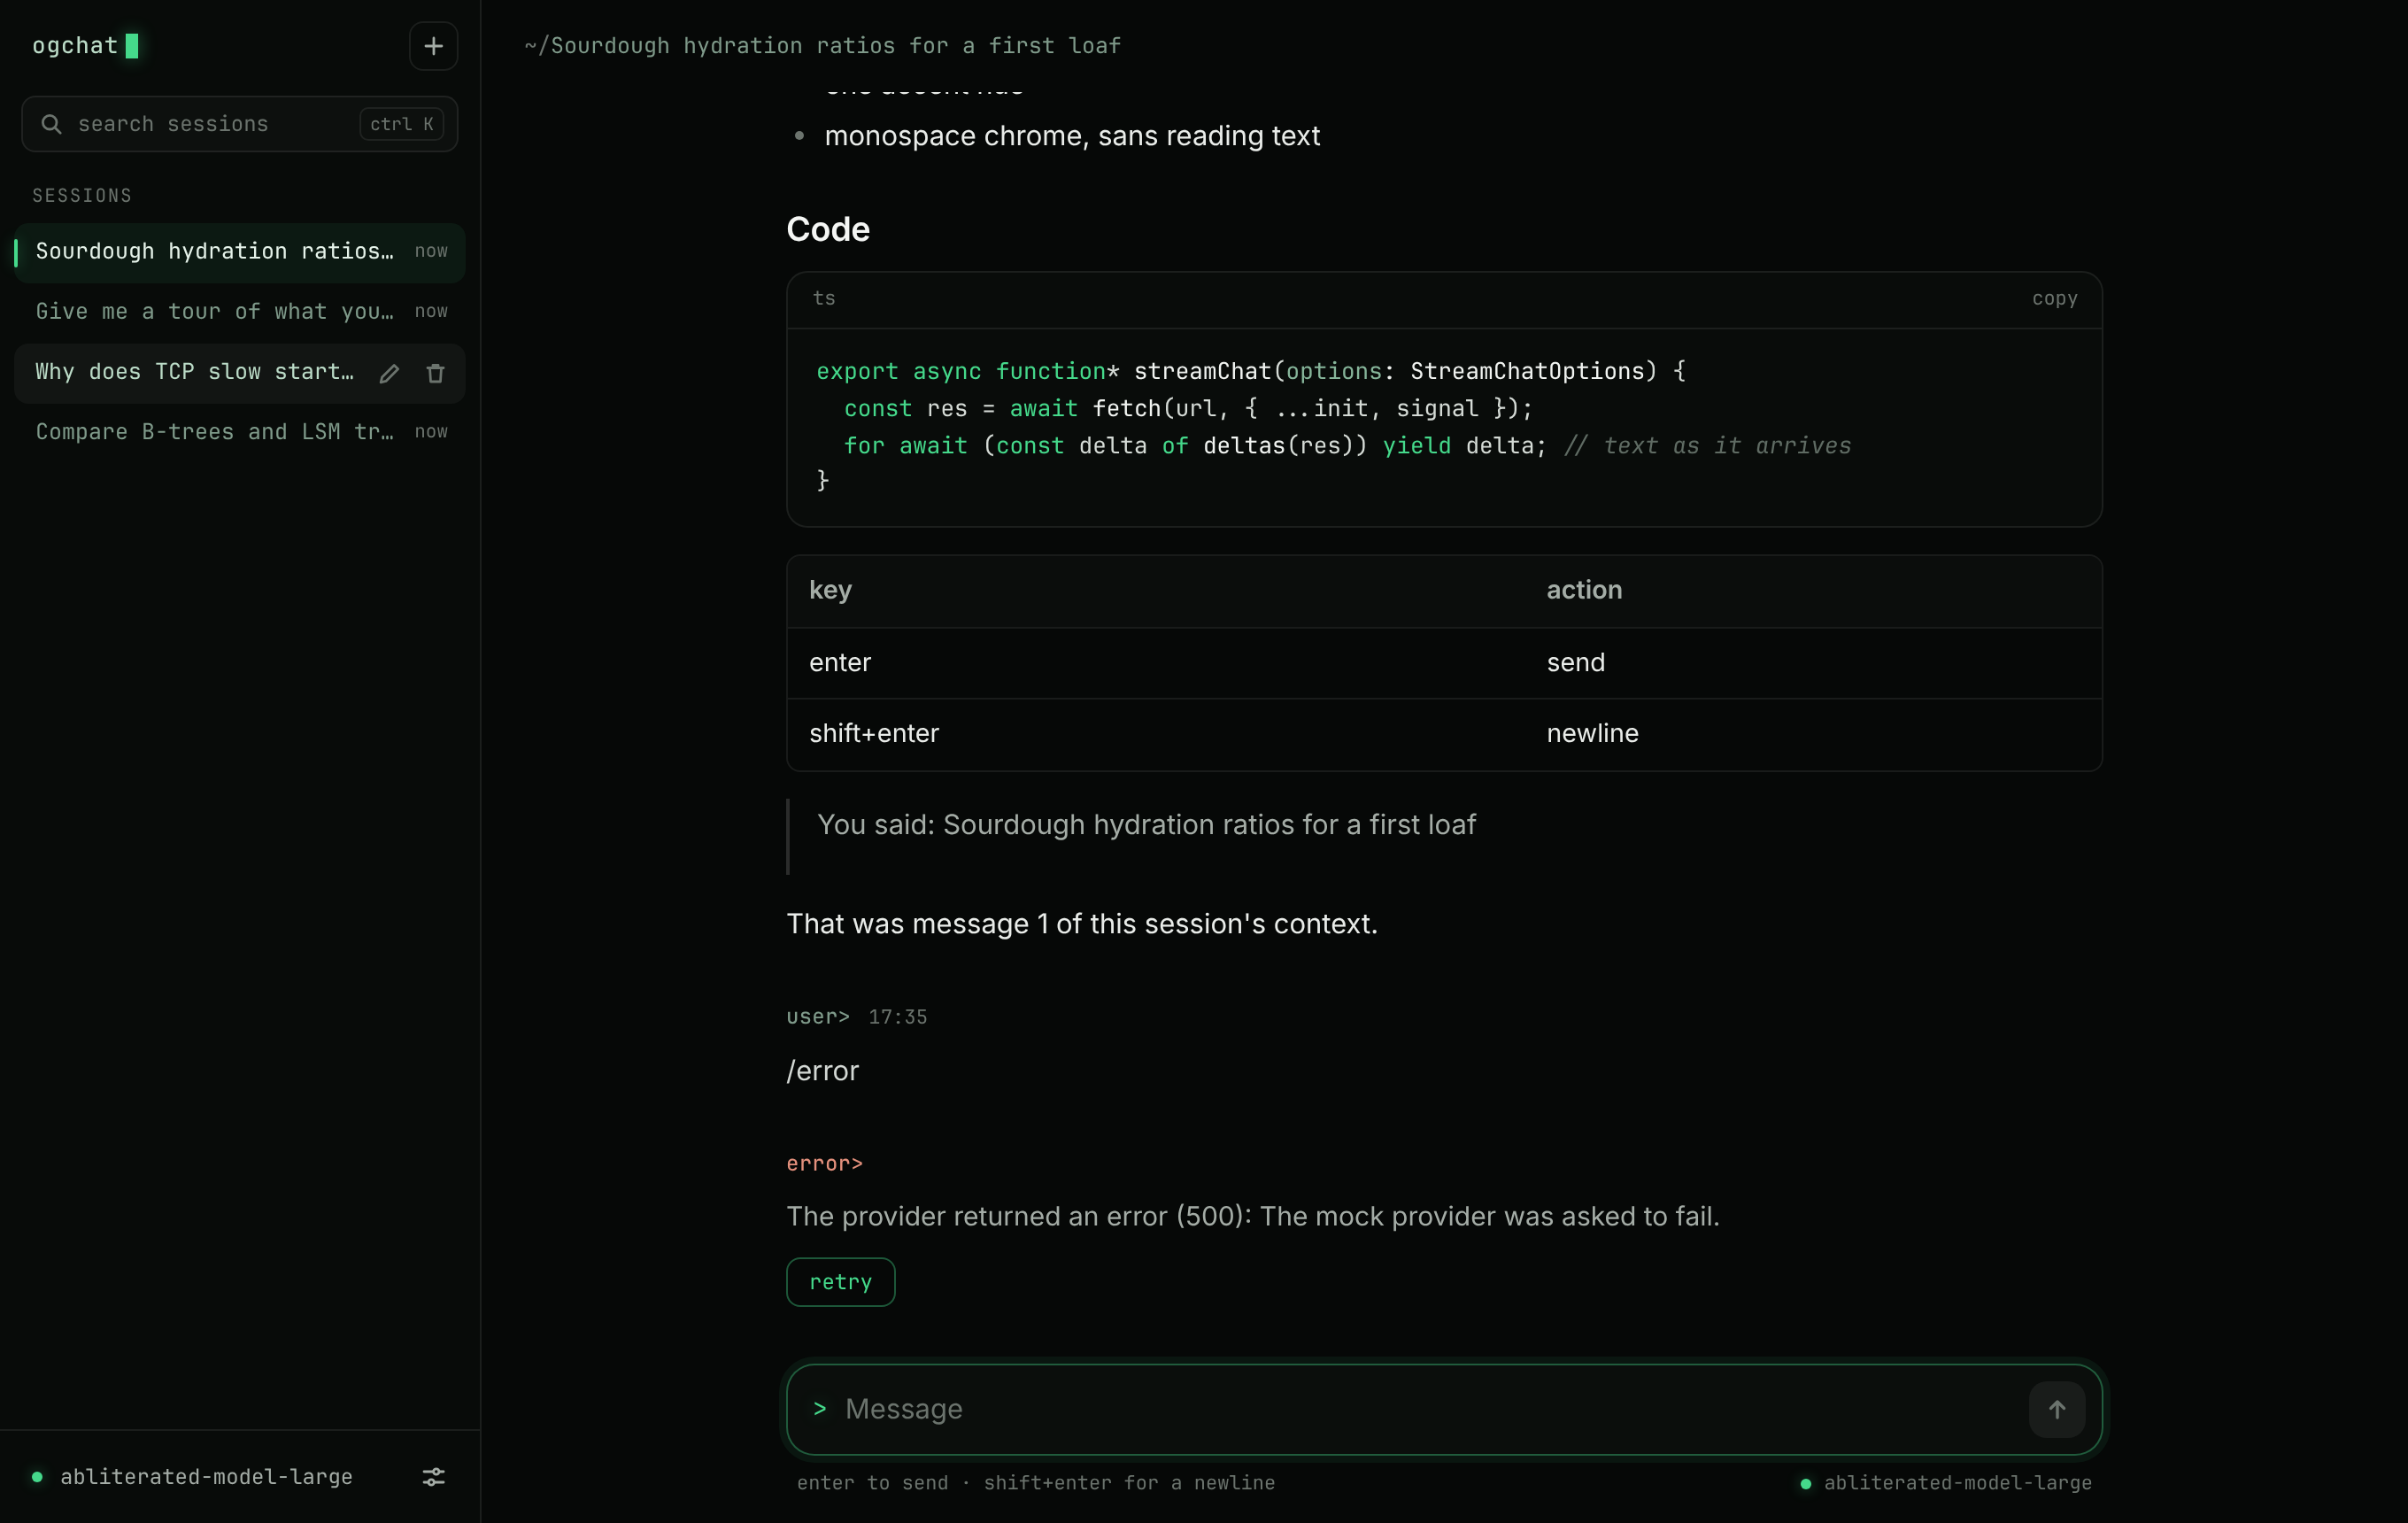 ogchat
search sessions ctrl K
SESSIONS
Sourdough hydration ratios… now
Give me a tour of what you… now
Why does TCP slow start…
Compare B-trees and LSM tr… now
abliterated-model-large
~/Sourdough hydration ratios for a first loaf
monospace chrome, sans reading text
Code
ts copy
export async function* streamChat(options: StreamChatOptions) {
  const res = await fetch(url, { ...init, signal });
  for await (const delta of deltas(res)) yield delta; // text as it arrives
}
key action
enter send
shift+enter newline
You said: Sourdough hydration ratios for a first loaf
That was message 1 of this session's context.
user> 17:35
/error
error>
The provider returned an error (500): The mock provider was asked to fail.
retry
> Message
enter to send · shift+enter for a newline abliterated-model-large